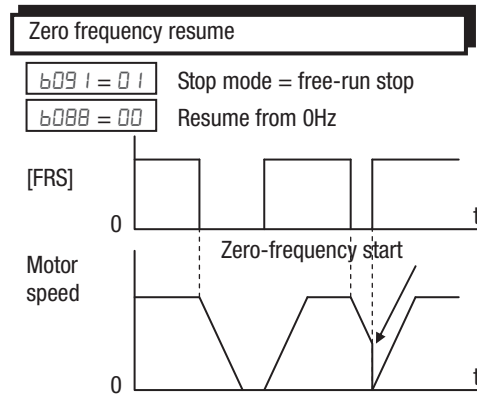 Zero frequency resume
b091 = 01 Stop mode = free-run stop
b088 = 00 Resume from 0Hz
[FRS]
0
t
Zero-frequency start
Motor
speed
0
t